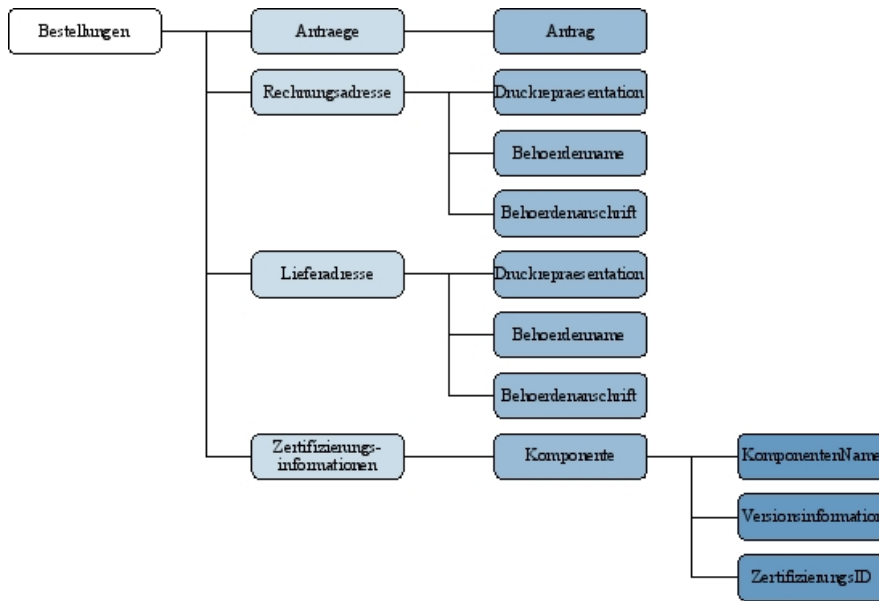 Bestellungen
Antraege
Antrag
Rechnungsadresse
Druckrepraesentation
Behoerdenname
Behoerdenanschrift
Lieferadresse
Druckrepraesentation
Behoerdenname
Behoerdenanschrift
Zertifizierungs-
informationen
Komponente
KomponentenName
Versionsinformation
ZertifizierungsID